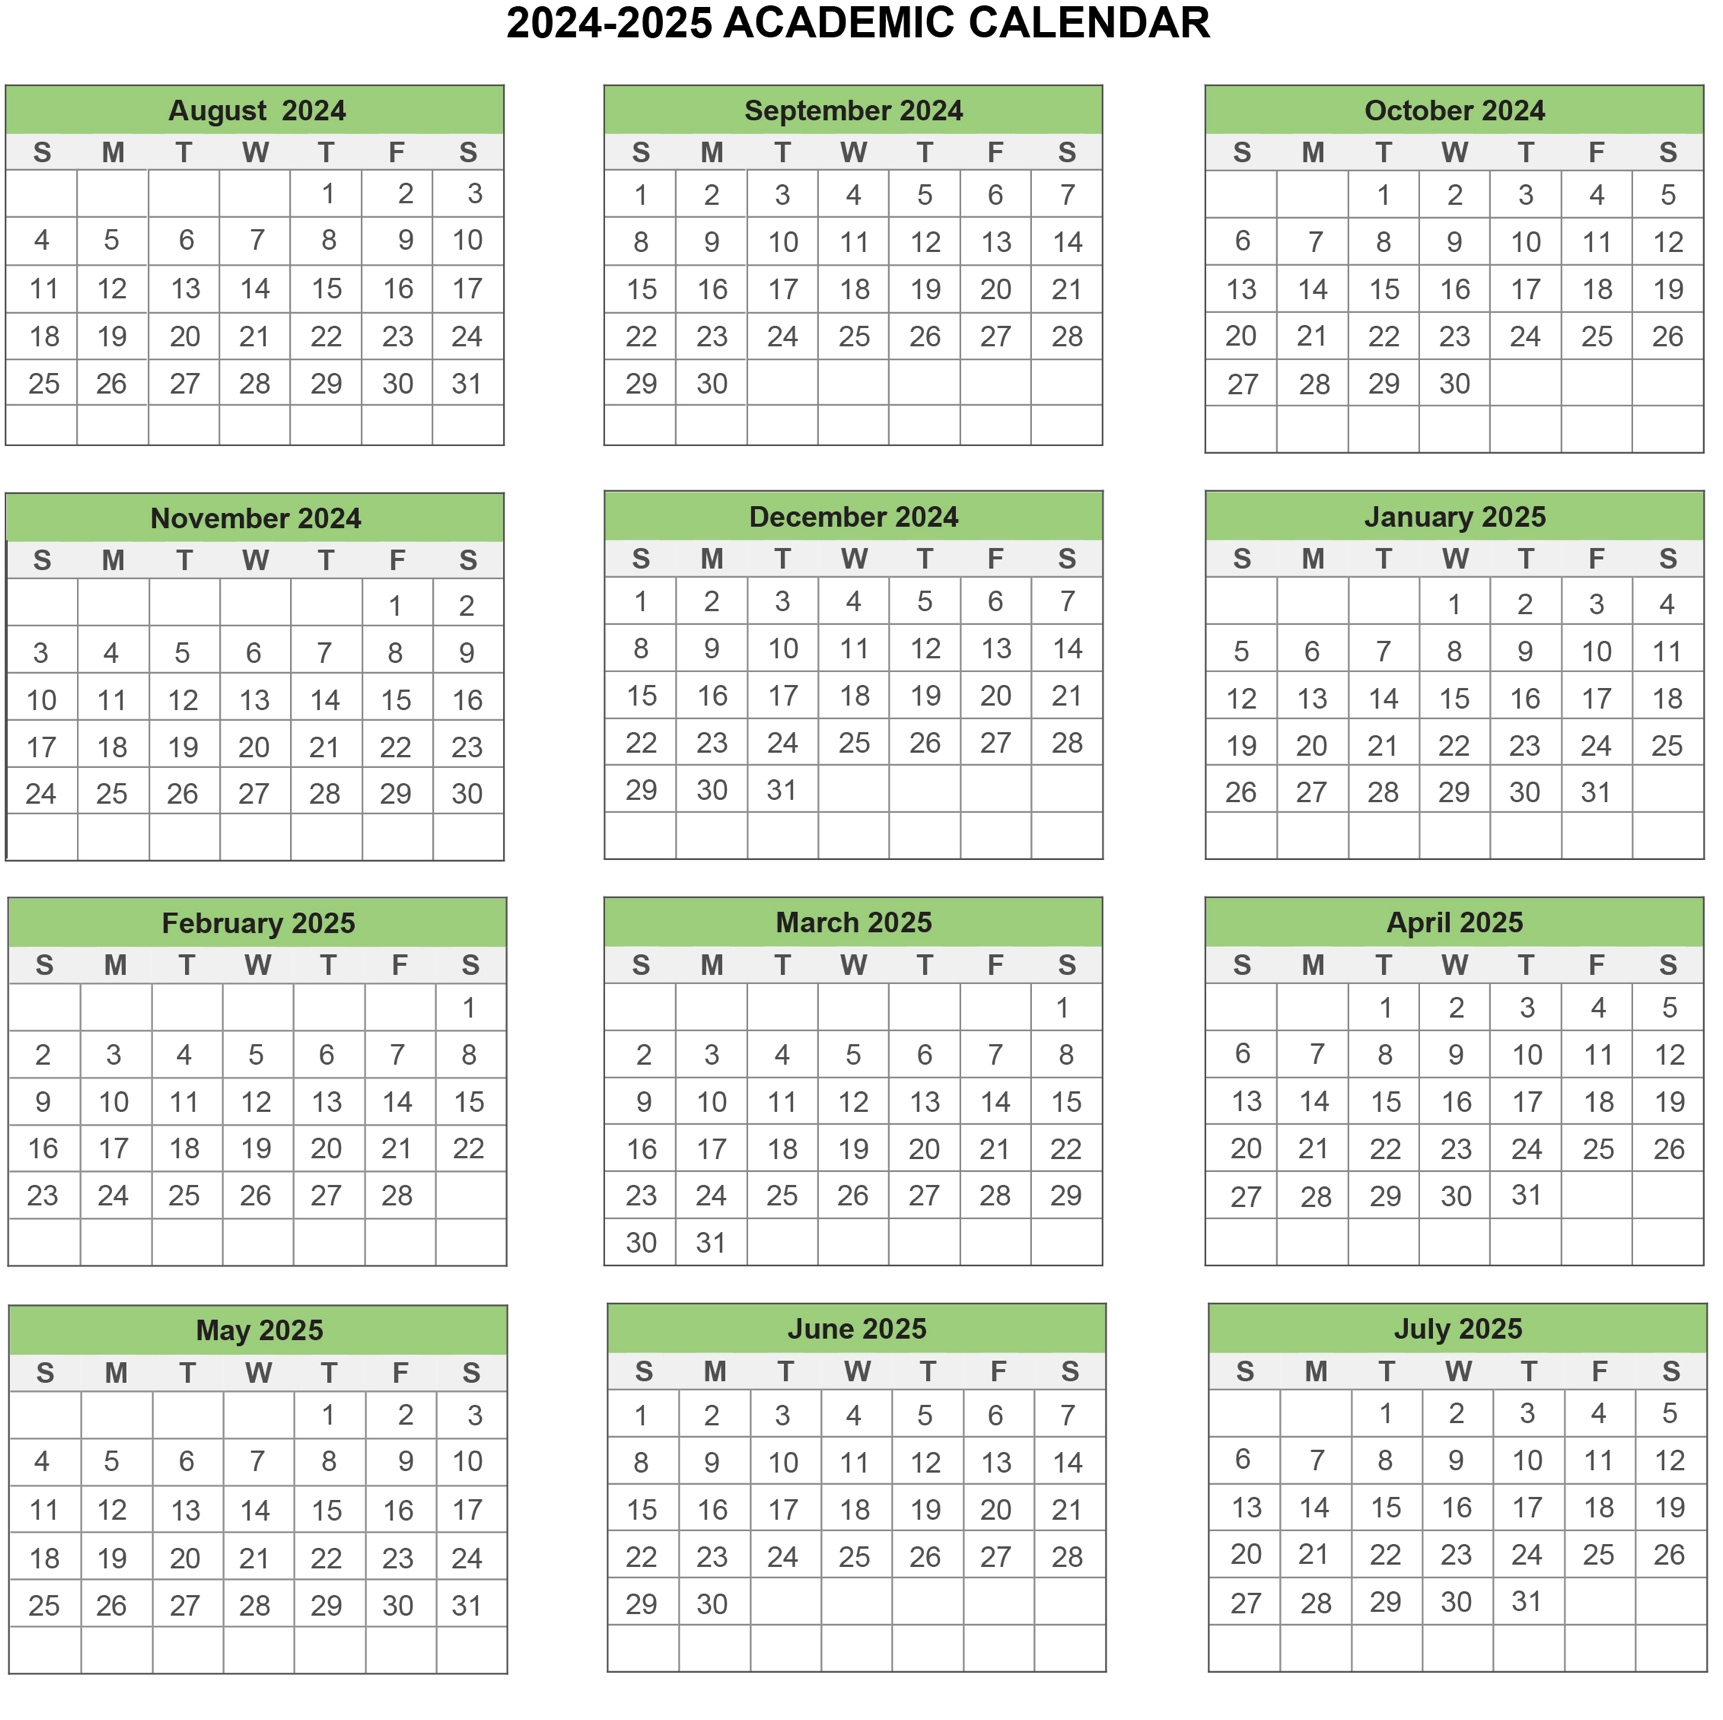 2024-2025 ACADEMIC CALENDAR
August 2024
S M T W T F S
1 2 3
4 5 6 7 8 9 10
11 12 13 14 15 16 17
18 19 20 21 22 23 24
25 26 27 28 29 30 31
September 2024
S M T W T F S
1 2 3 4 5 6 7
8 9 10 11 12 13 14
15 16 17 18 19 20 21
22 23 24 25 26 27 28
29 30
October 2024
S M T W T F S
1 2 3 4 5
6 7 8 9 10 11 12
13 14 15 16 17 18 19
20 21 22 23 24 25 26
27 28 29 30
November 2024
S M T W T F S
1 2
3 4 5 6 7 8 9
10 11 12 13 14 15 16
17 18 19 20 21 22 23
24 25 26 27 28 29 30
December 2024
S M T W T F S
1 2 3 4 5 6 7
8 9 10 11 12 13 14
15 16 17 18 19 20 21
22 23 24 25 26 27 28
29 30 31
January 2025
S M T W T F S
1 2 3 4
5 6 7 8 9 10 11
12 13 14 15 16 17 18
19 20 21 22 23 24 25
26 27 28 29 30 31
February 2025
S M T W T F S
1
2 3 4 5 6 7 8
9 10 11 12 13 14 15
16 17 18 19 20 21 22
23 24 25 26 27 28
March 2025
S M T W T F S
1
2 3 4 5 6 7 8
9 10 11 12 13 14 15
16 17 18 19 20 21 22
23 24 25 26 27 28 29
30 31
April 2025
S M T W T F S
1 2 3 4 5
6 7 8 9 10 11 12
13 14 15 16 17 18 19
20 21 22 23 24 25 26
27 28 29 30 31
May 2025
S M T W T F S
1 2 3
4 5 6 7 8 9 10
11 12 13 14 15 16 17
18 19 20 21 22 23 24
25 26 27 28 29 30 31
June 2025
S M T W T F S
1 2 3 4 5 6 7
8 9 10 11 12 13 14
15 16 17 18 19 20 21
22 23 24 25 26 27 28
29 30
July 2025
S M T W T F S
1 2 3 4 5
6 7 8 9 10 11 12
13 14 15 16 17 18 19
20 21 22 23 24 25 26
27 28 29 30 31